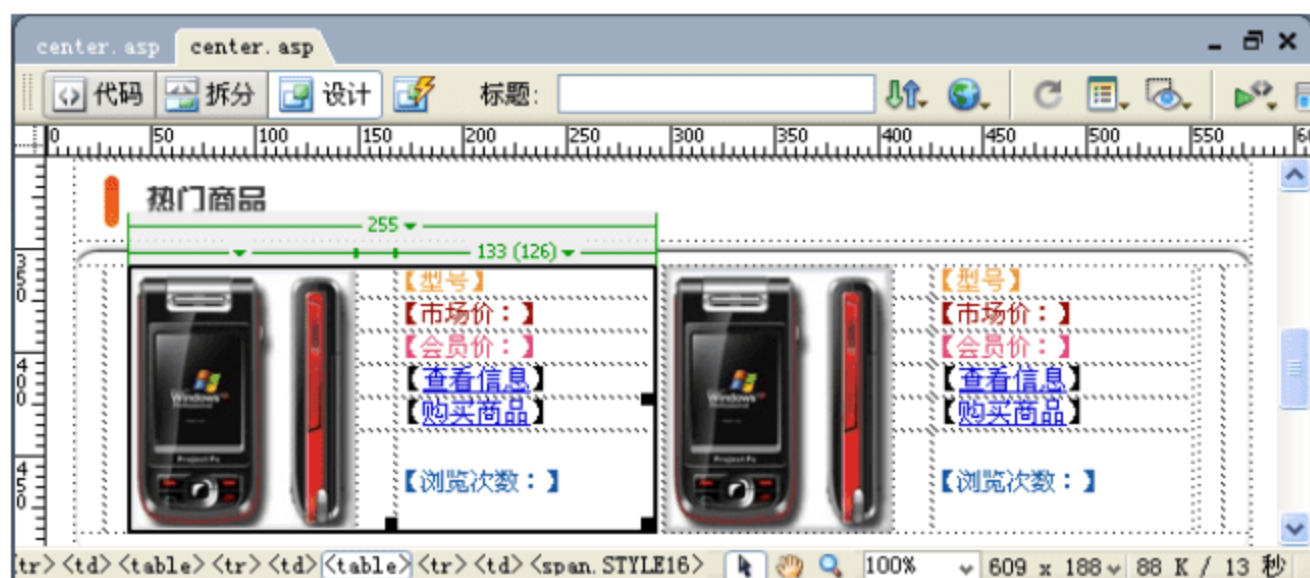 center.asp center.asp
代码 拆分 设计 标题:
0 50 100 150 200 250 300 350 400 450 500 550
热门商品
255
133 (126)
【型号】 【型号】
【市场价：】 【市场价：】
【会员价：】 【会员价：】
【查看信息】 【查看信息】
【购买商品】 【购买商品】
【浏览次数：】 【浏览次数：】
350
400
450
Windows Windows
<td> <table> <tr> <td> <table> <tr> <td> <span.STYLE16> 100% 609 x 188 88 K / 13 秒